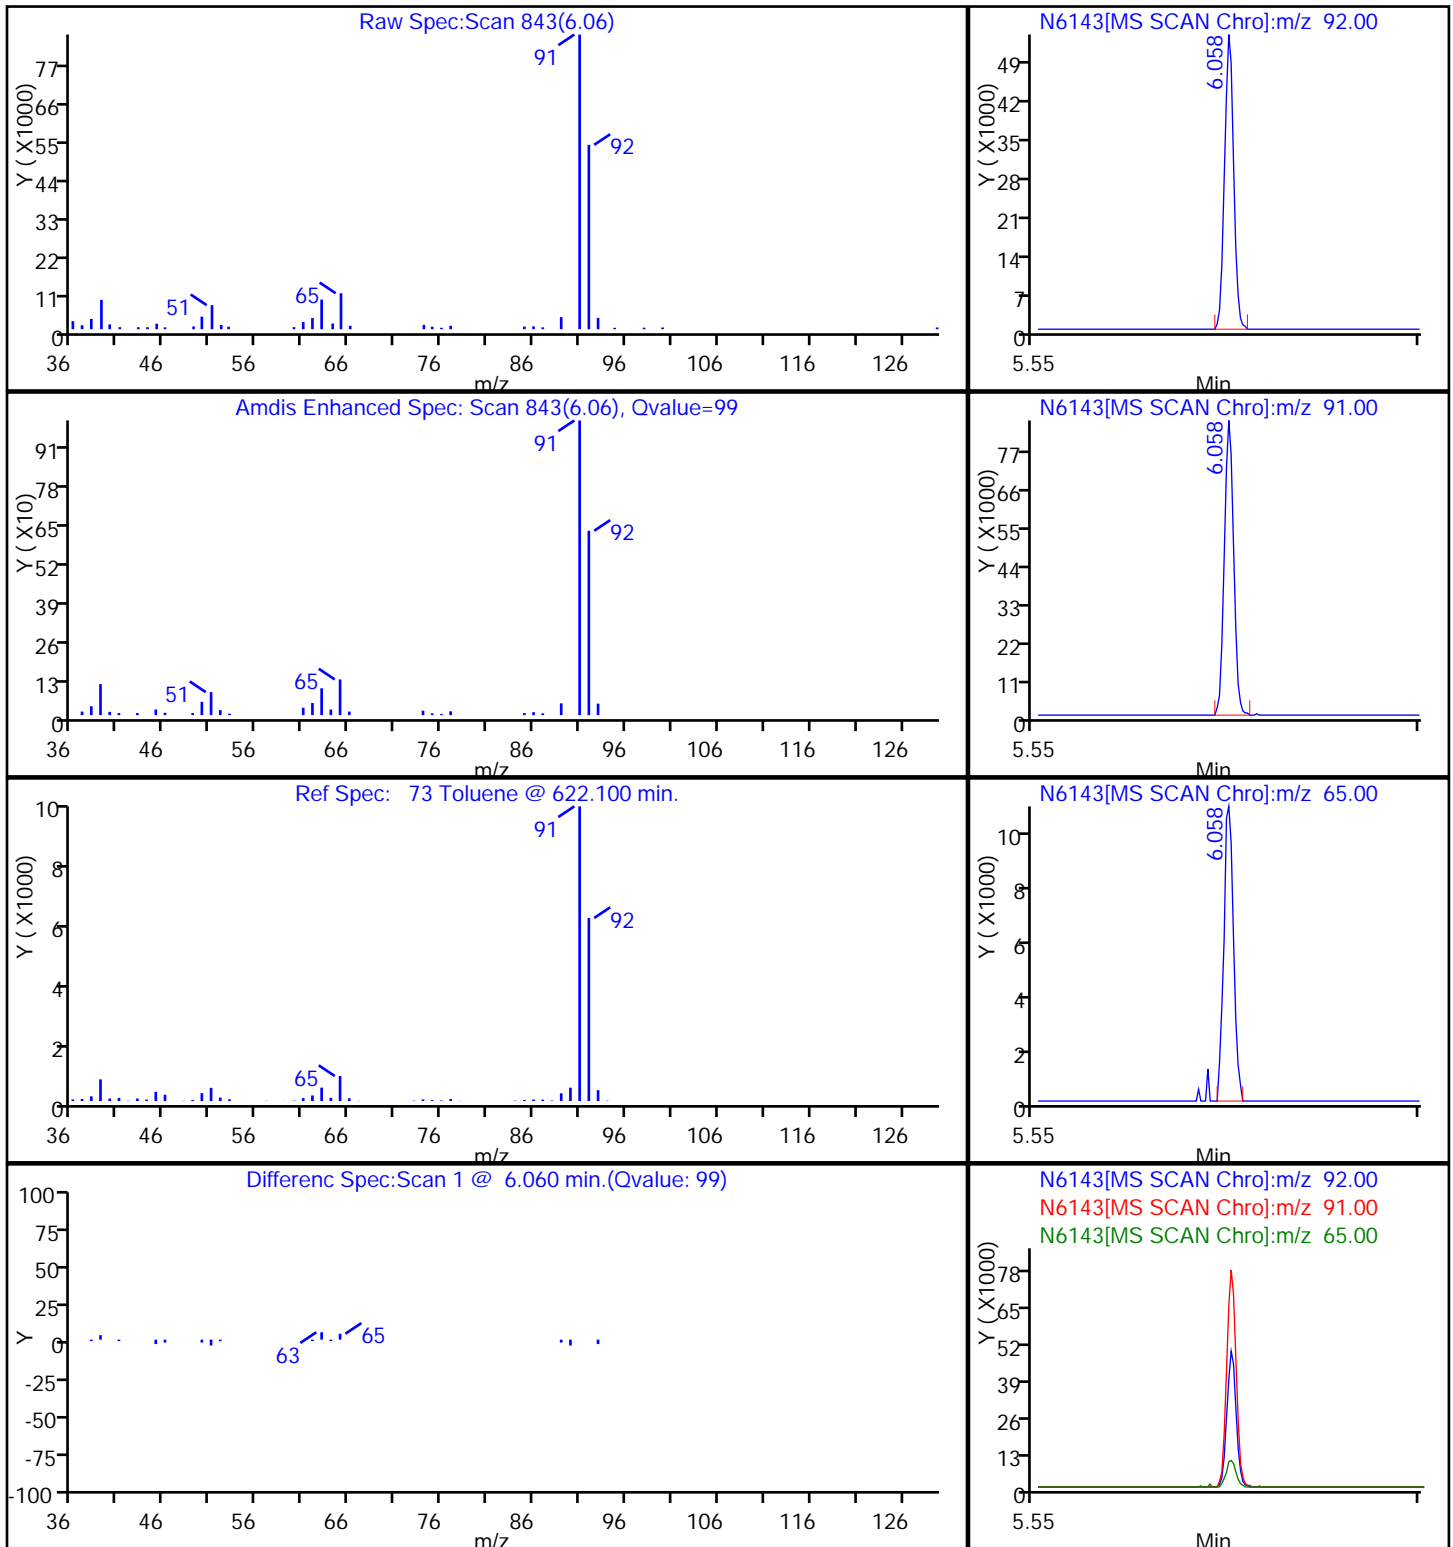 Raw Spec:Scan 843(6.06)
Y ( X1000)
77
66
55
44
33
22
11
0
91
92
51
65
36 46 56 66 76 86 96 106 116 126
m/z
N6143[MS SCAN Chro]:m/z 92.00
Y ( X1000)
49
42
35
28
21
14
7
0
6.058
5.55
Min
Amdis Enhanced Spec: Scan 843(6.06), Qvalue=99
Y ( X10)
91
78
65
52
39
26
13
0
91
92
51
65
36 46 56 66 76 86 96 106 116 126
m/z
N6143[MS SCAN Chro]:m/z 91.00
Y ( X1000)
77
66
55
44
33
22
11
0
6.058
5.55
Min
Ref Spec: 73 Toluene @ 622.100 min.
Y ( X1000)
10
8
6
4
2
0
91
92
65
36 46 56 66 76 86 96 106 116 126
m/z
N6143[MS SCAN Chro]:m/z 65.00
Y ( X1000)
10
8
6
4
2
0
6.058
5.55
Min
Differenc Spec:Scan 1 @ 6.060 min.(Qvalue: 99)
Y
100
75
50
25
0
-25
-50
-75
-100
63
65
36 46 56 66 76 86 96 106 116 126
m/z
N6143[MS SCAN Chro]:m/z 92.00
N6143[MS SCAN Chro]:m/z 91.00
N6143[MS SCAN Chro]:m/z 65.00
Y ( X1000)
78
65
52
39
26
13
0
5.55
Min